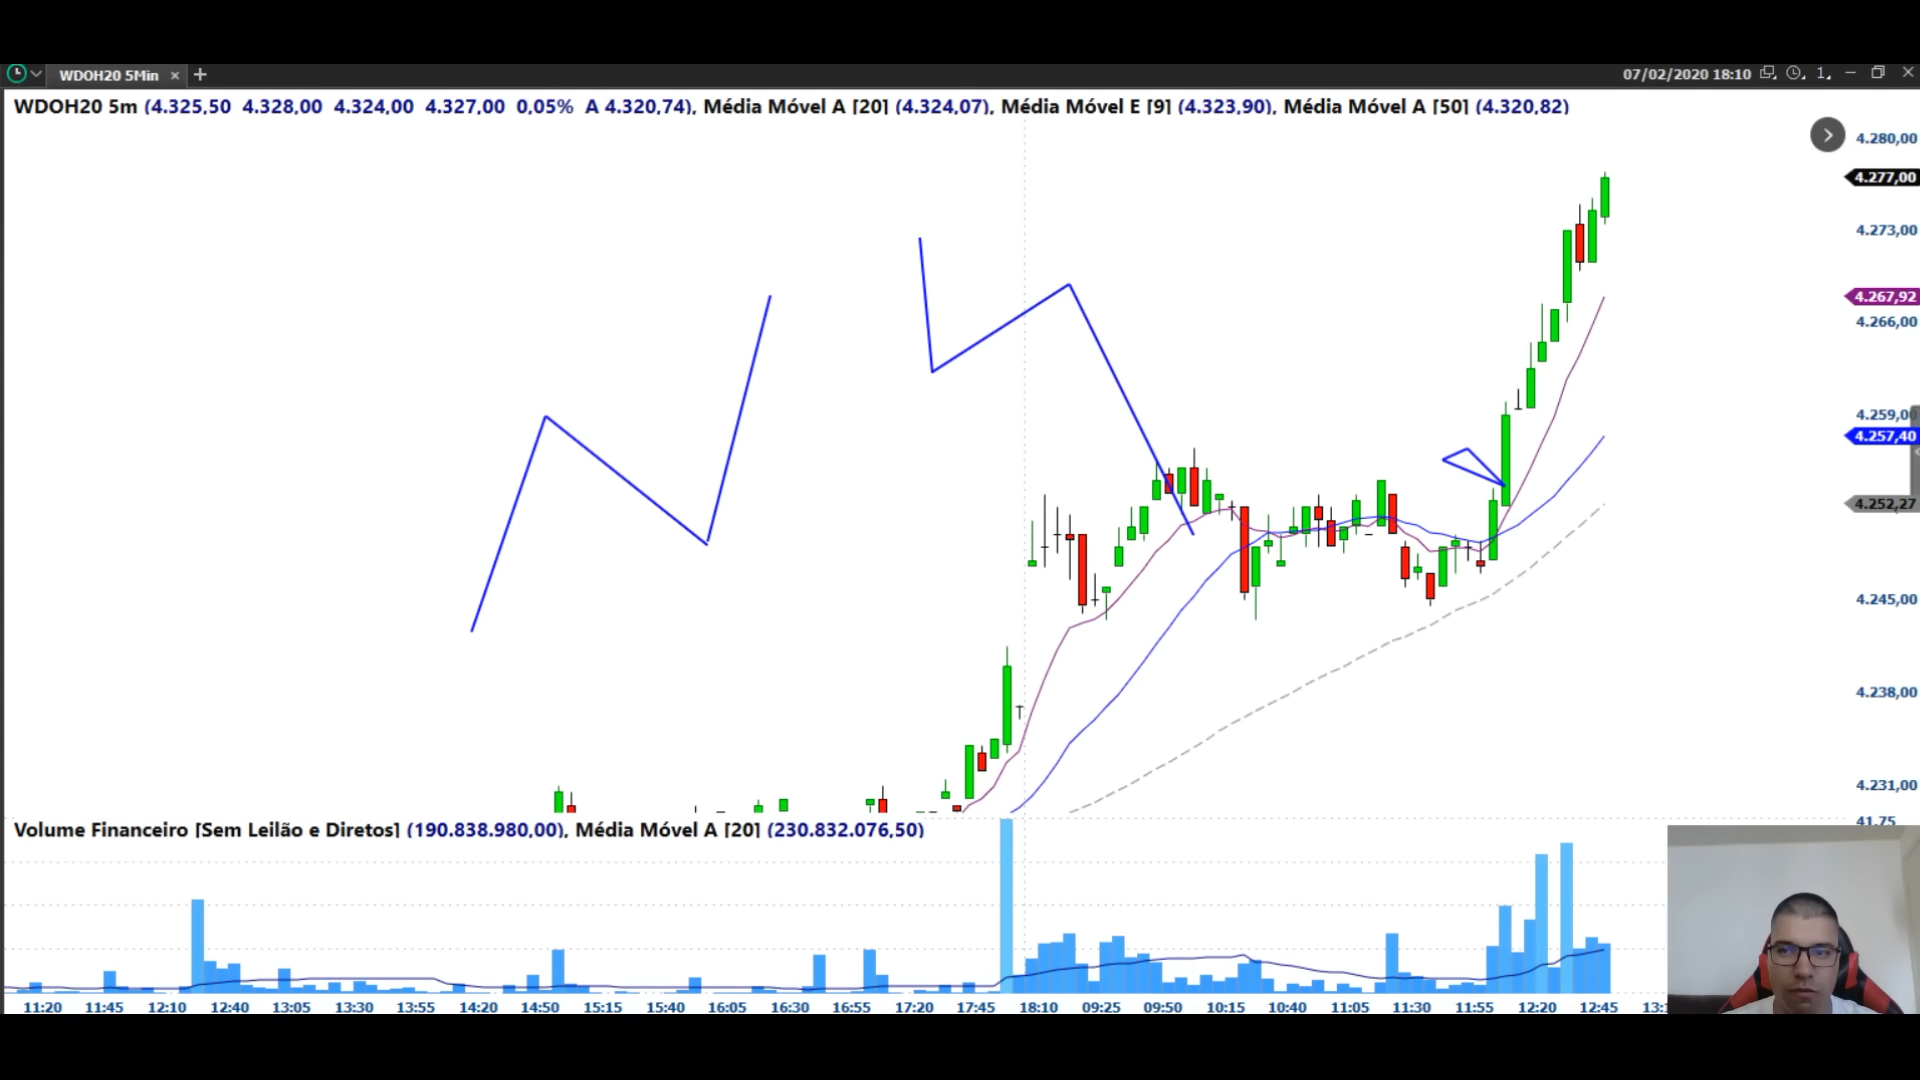 WDOH20 5Min × +
07/02/2020 18:10 1
WDOH20 5m (4.325,50 4.328,00 4.324,00 4.327,00 0,05% A 4.320,74), Média Móvel A [20] (4.324,07), Média Móvel E [9] (4.323,90), Média Móvel A [50] (4.320,82)
4.280,00
4.277,00
4.273,00
4.267,92
4.266,00
4.259,00
4.257,40
4.252,27
4.245,00
4.238,00
4.231,00
41,75
Volume Financeiro [Sem Leilão e Diretos] (190.838.980,00), Média Móvel A [20] (230.832.076,50)
11:20 11:45 12:10 12:40 13:05 13:30 13:55 14:20 14:50 15:15 15:40 16:05 16:30 16:55 17:20 17:45 18:10 09:25 09:50 10:15 10:40 11:05 11:30 11:55 12:20 12:45